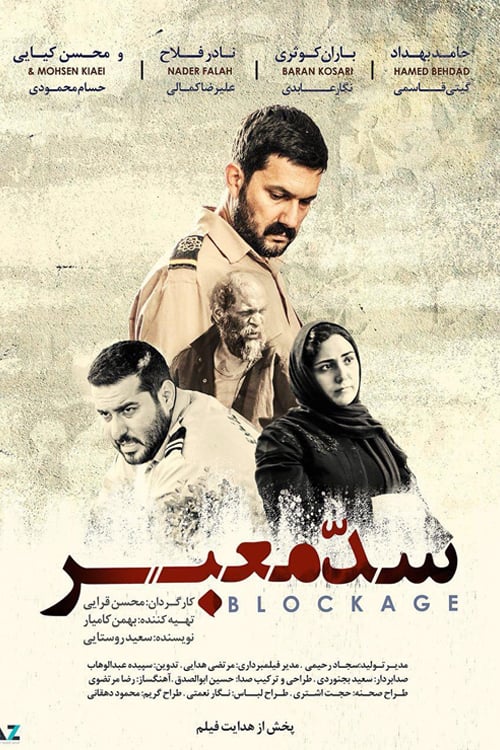 حامد بهداد | باران کوثری | نادر فلاح | و محسن کیایی
HAMED BEHDAD | BARAN KOSARI | NADER FALAH | & MOHSEN KIAEI
گیتی قاسمی نگار عابدی علیرضا کمالی حسام محمودی
سدّ معبر
BLOCKAGE
کارگردان: محسن قرایی
تهیه کننده: بهمن کامیار
نویسنده: سعید روستایی
مدیر تولید: سجاد رحیمی . مدیر فیلمبرداری: مرتضی هدایی . تدوین: سپیده عبدالوهاب
صدابردار: سعید بجنوردی . طراحی و ترکیب صدا: حسین ابوالصدق . آهنگساز: رضا مرتضوی
طراح صحنه: حجت اشتری . طراح لباس: نگار نعمتی . طراح گریم: محمود دهقانی
پخش از هدایت فیلم
AZ